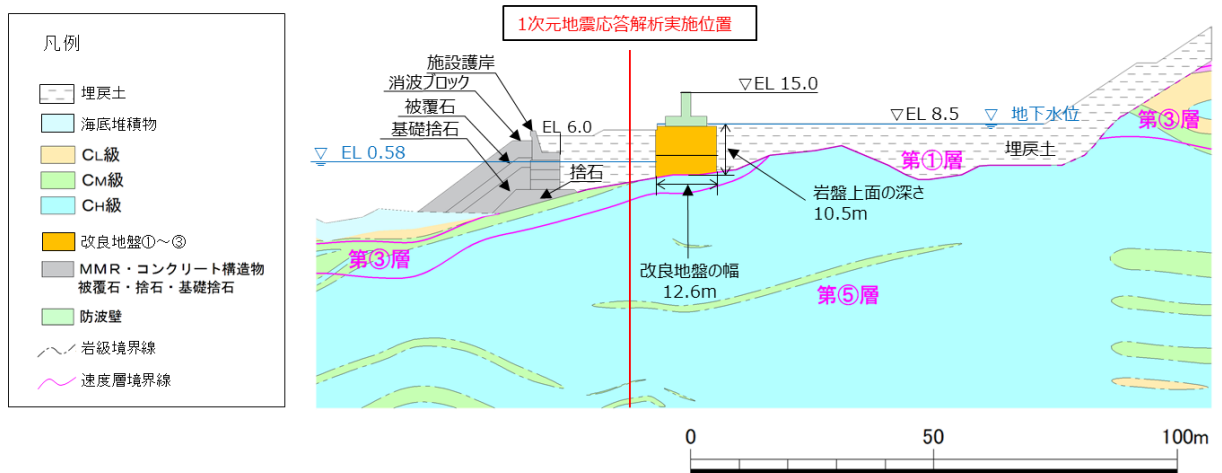 1次元地震応答解析実施位置
凡例
埋戻土
海底堆積物
CL級
CM級
CH級
改良地盤①～③
MMR・コンクリート構造物
被覆石・捨石・基礎捨石
防波壁
岩級境界線
速度層境界線
施設護岸
消波ブロック
被覆石
基礎捨石
捨石
EL 6.0
▽ EL 0.58
▽EL 15.0
▽EL 8.5
▽ 地下水位
埋戻土
第①層
第③層
岩盤上面の深さ
10.5m
改良地盤の幅
12.6m
第③層
第⑤層
0
50
100m